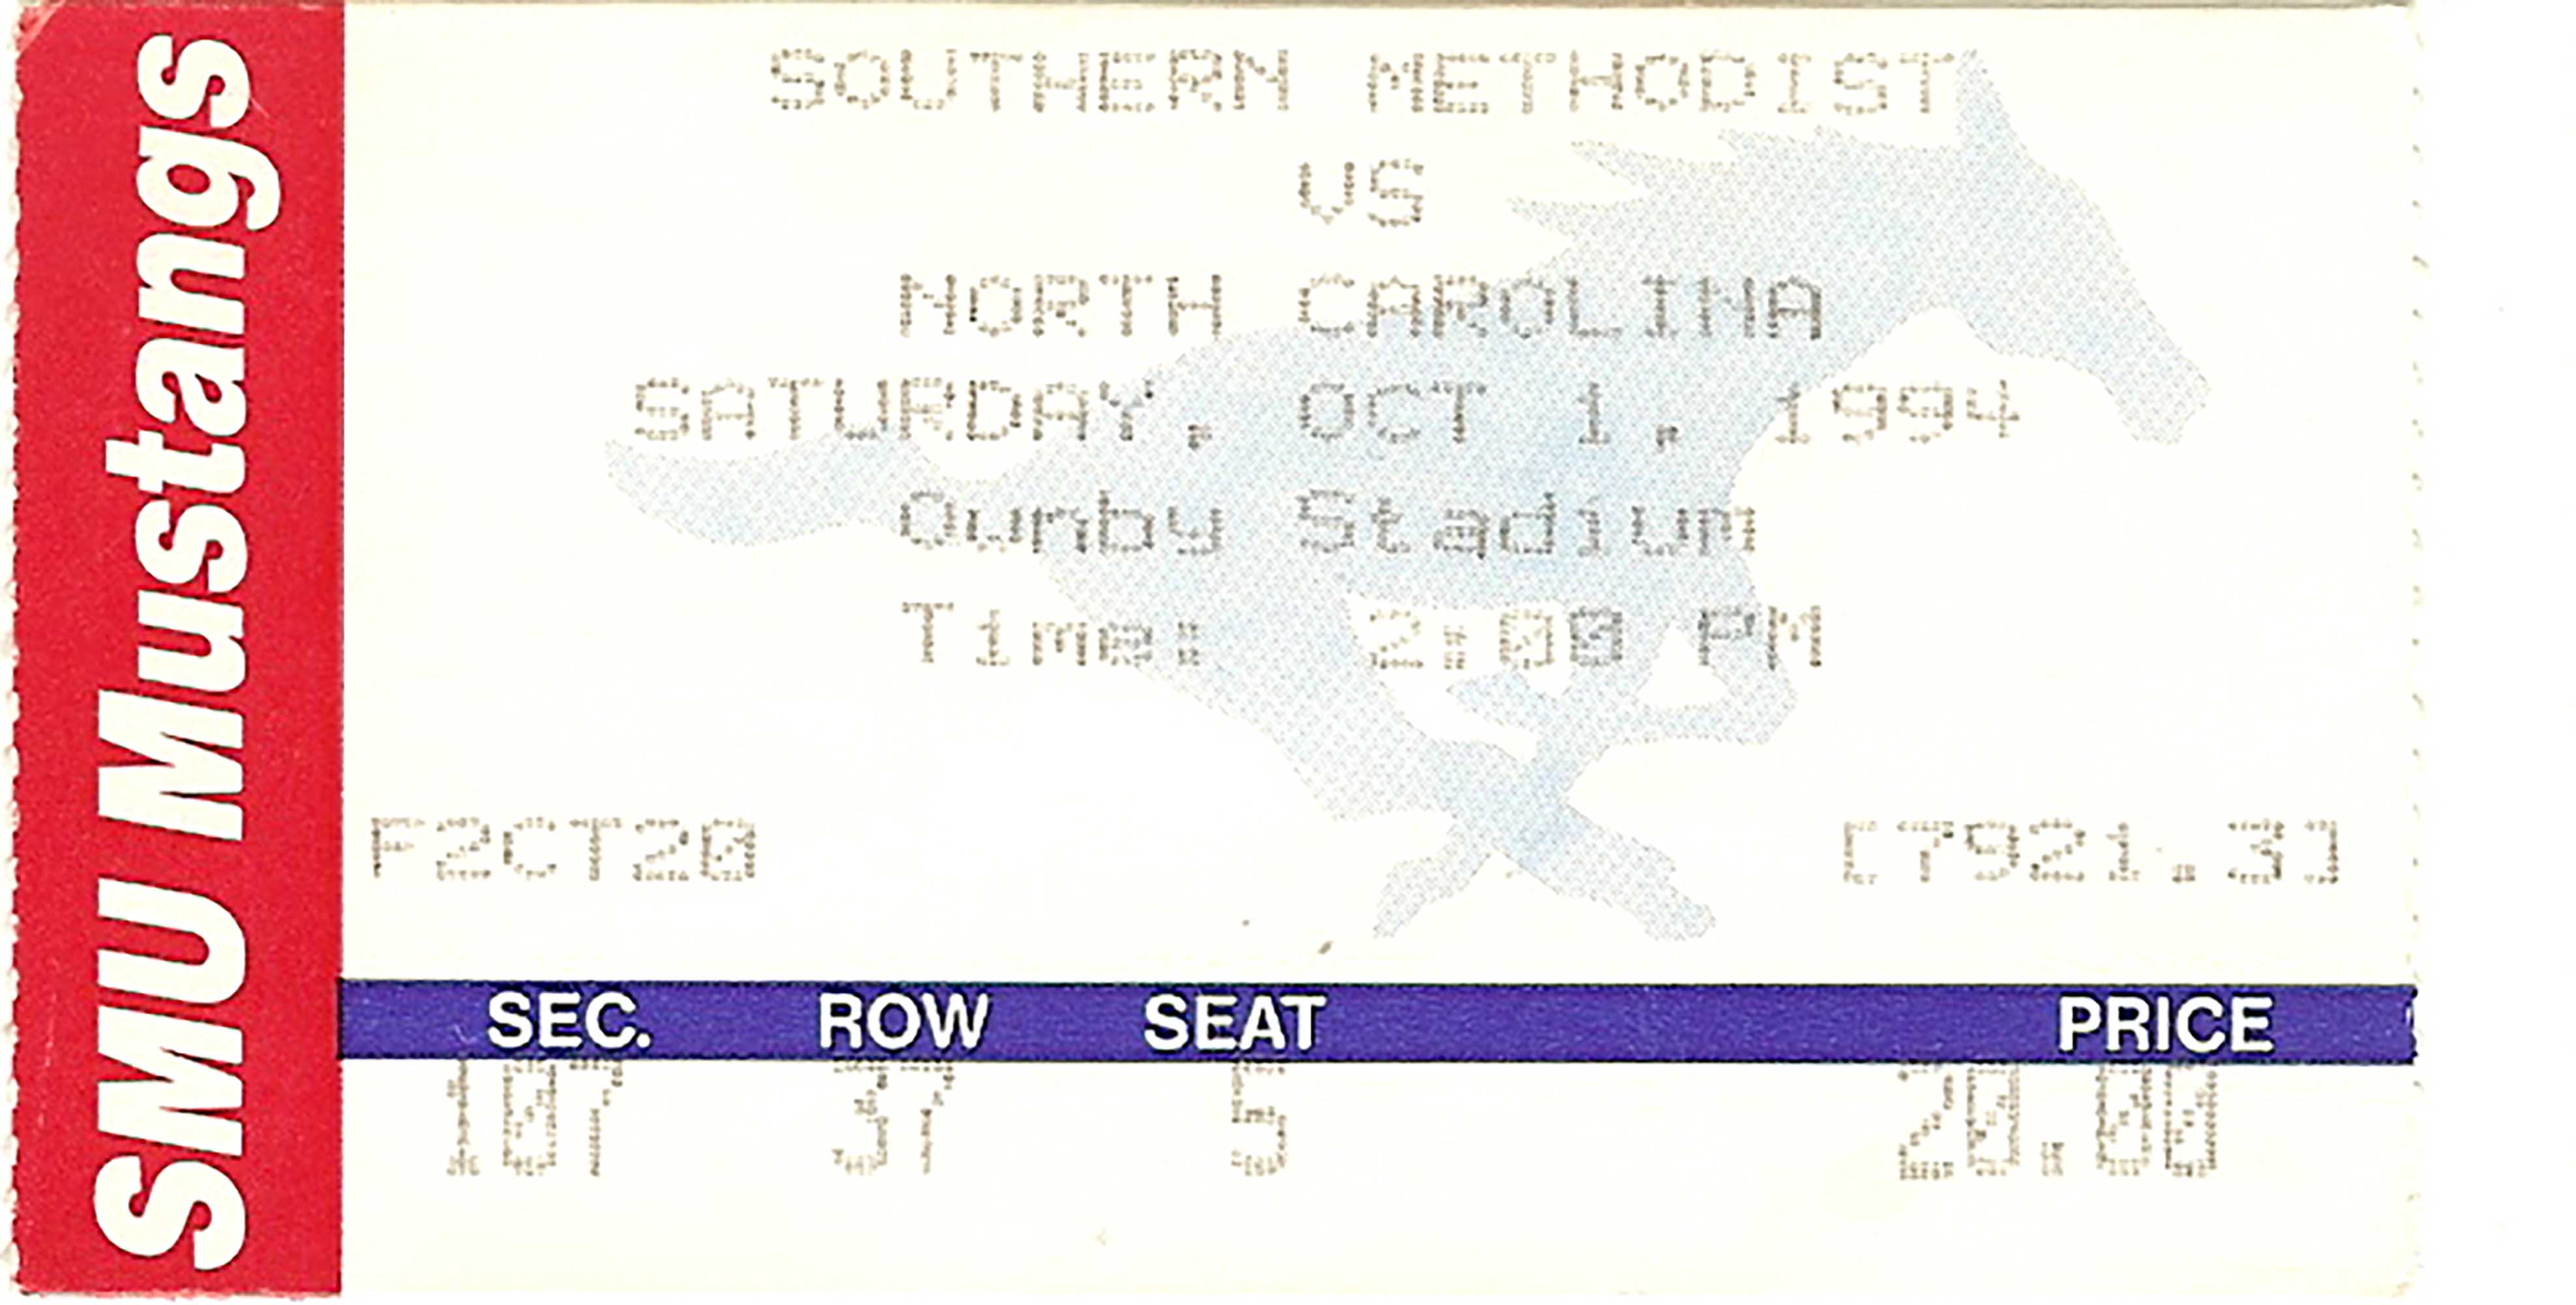 SMU Mustangs
SOUTHERN METHODIST
VS
NORTH CAROLINA
SATURDAY, OCT 1, 1994
Ownby Stadium
Time: 2:00 PM
F2CT20 [7921.3]
SEC. ROW SEAT PRICE
107 37 5 20.00